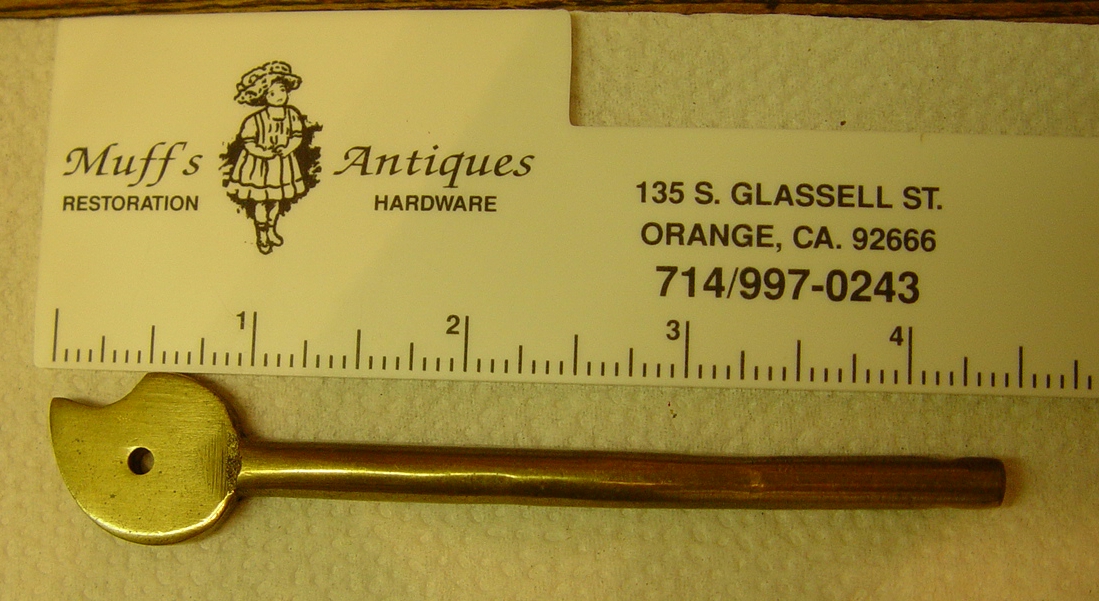 Muff's Antiques
RESTORATION HARDWARE
135 S. GLASSELL ST.
ORANGE, CA. 92666
714/997-0243
1 2 3 4